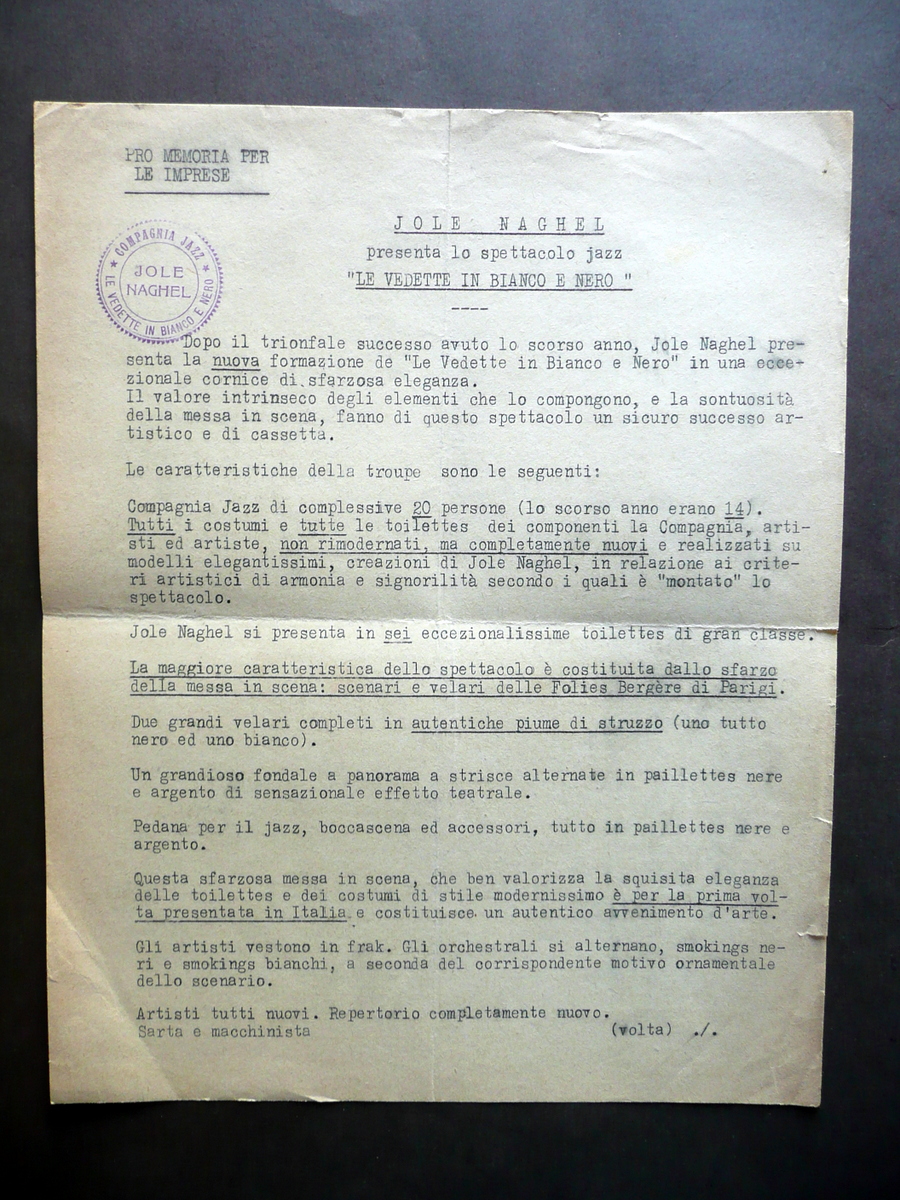 PRO MEMORIA PER
LE IMPRESE
JOLE NAGHEL
presenta lo spettacolo jazz
"LE VEDETTE IN BIANCO E NERO "
----
★ COMPAGNIA JAZZ ★
LE VEDETTE IN BIANCO E NERO
JOLE
NAGHEL
Dopo il trionfale successo avuto lo scorso anno, Jole Naghel pre-
senta la nuova formazione de "Le Vedette in Bianco e Nero" in una ecce-
zionale cornice di sfarzosa eleganza.
Il valore intrinseco degli elementi che lo compongono, e la sontuosità
della messa in scena, fanno di questo spettacolo un sicuro successo ar-
tistico e di cassetta.
Le caratteristiche della troupe sono le seguenti:
Compagnia Jazz di complessive 20 persone (lo scorso anno erano 14).
Tutti i costumi e tutte le toilettes dei componenti la Compagnia, arti-
sti ed artiste, non rimodernati, ma completamente nuovi e realizzati su
modelli elegantissimi, creazioni di Jole Naghel, in relazione ai crite-
ri artistici di armonia e signorilità secondo i quali è "montato" lo
spettacolo.
Jole Naghel si presenta in sei eccezionalissime toilettes di gran classe.
La maggiore caratteristica dello spettacolo è costituita dallo sfarzo
della messa in scena: scenari e velari delle Folies Bergère di Parigi.
Due grandi velari completi in autentiche piume di struzzo (uno tutto
nero ed uno bianco).
Un grandioso fondale a panorama a strisce alternate in paillettes nere
e argento di sensazionale effetto teatrale.
Pedana per il jazz, boccascena ed accessori, tutto in paillettes nere e
argento.
Questa sfarzosa messa in scena, che ben valorizza la squisita eleganza
delle toilettes e dei costumi di stile modernissimo è per la prima vol-
ta presentata in Italia e costituisce un autentico avvenimento d'arte.
Gli artisti vestono in frak. Gli orchestrali si alternano, smokings ne-
ri e smokings bianchi, a seconda del corrispondente motivo ornamentale
dello scenario.
Artisti tutti nuovi. Repertorio completamente nuovo.
Sarta e macchinista (volta) ./.